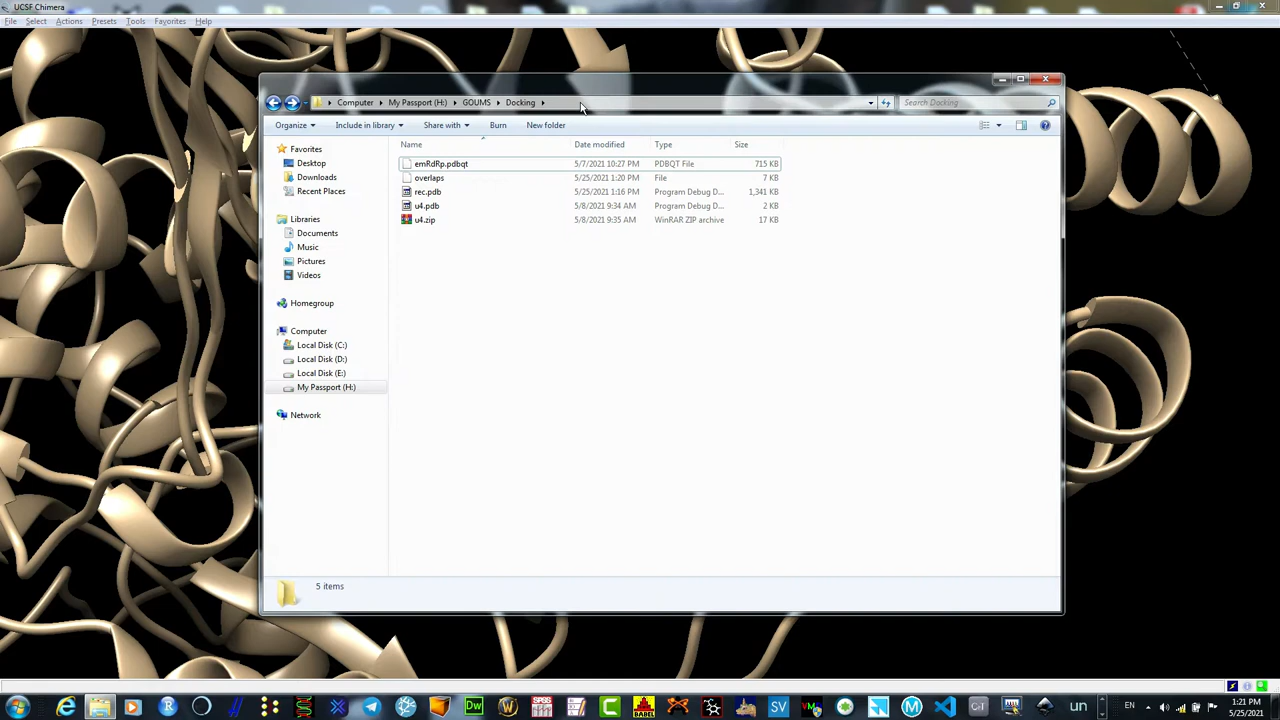 UCSF Chimera
File Select Actions Presets Tools Favorites Help
Computer My Passport (H:) GOUMS Docking
Search Docking
Organize Include in library Share with Burn New folder
Name Date modified Type Size
Favorites
Desktop
Downloads
Recent Places
Libraries
Documents
Music
Pictures
Videos
Homegroup
Computer
Local Disk (C:)
Local Disk (D:)
Local Disk (E:)
My Passport (H:)
Network
emRdRp.pdbqt 5/7/2021 10:27 PM PDBQT File 715 KB
overlaps 5/25/2021 1:20 PM File 7 KB
rec.pdb 5/25/2021 1:16 PM Program Debug D... 1,341 KB
u4.pdb 5/8/2021 9:34 AM Program Debug D... 2 KB
u4.zip 5/8/2021 9:35 AM WinRAR ZIP archive 17 KB
5 items
R Dw W SPSS C BABEL SV VM M un
EN 1:21 PM
5/25/2021